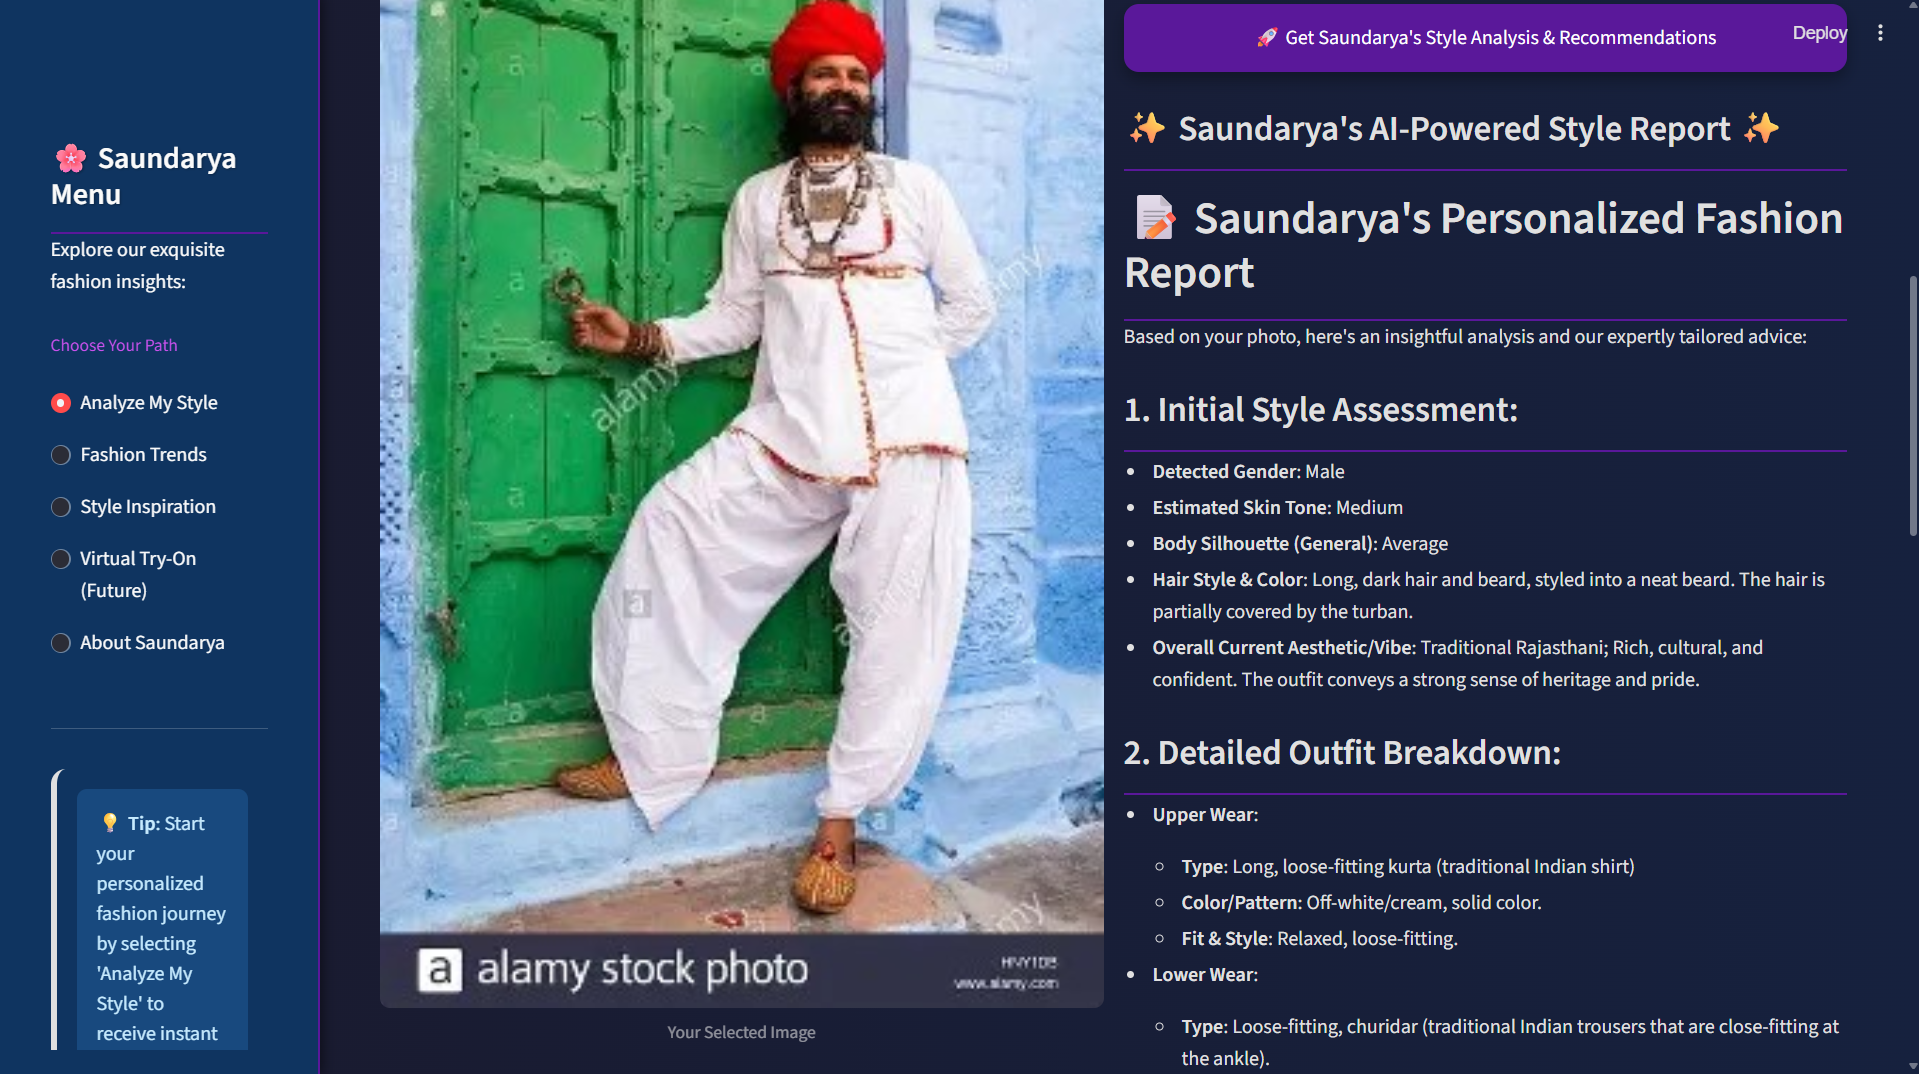 🌸 Saundarya
Menu
Explore our exquisite
fashion insights:
Choose Your Path
Analyze My Style
Fashion Trends
Style Inspiration
Virtual Try-On
(Future)
About Saundarya
💡 Tip: Start
your
personalized
fashion journey
by selecting
'Analyze My
Style' to
receive instant
a
alamy
alamy
a alamy stock photo
HNY1DB
www.alamy.com
Your Selected Image
🚀 Get Saundarya's Style Analysis & Recommendations
Deploy
✨ Saundarya's AI-Powered Style Report ✨
📝 Saundarya's Personalized Fashion
Report
Based on your photo, here's an insightful analysis and our expertly tailored advice:
1. Initial Style Assessment:
• Detected Gender: Male
• Estimated Skin Tone: Medium
• Body Silhouette (General): Average
• Hair Style & Color: Long, dark hair and beard, styled into a neat beard. The hair is
partially covered by the turban.
• Overall Current Aesthetic/Vibe: Traditional Rajasthani; Rich, cultural, and
confident. The outfit conveys a strong sense of heritage and pride.
2. Detailed Outfit Breakdown:
• Upper Wear:
◦ Type: Long, loose-fitting kurta (traditional Indian shirt)
◦ Color/Pattern: Off-white/cream, solid color.
◦ Fit & Style: Relaxed, loose-fitting.
• Lower Wear:
◦ Type: Loose-fitting, churidar (traditional Indian trousers that are close-fitting at
the ankle).